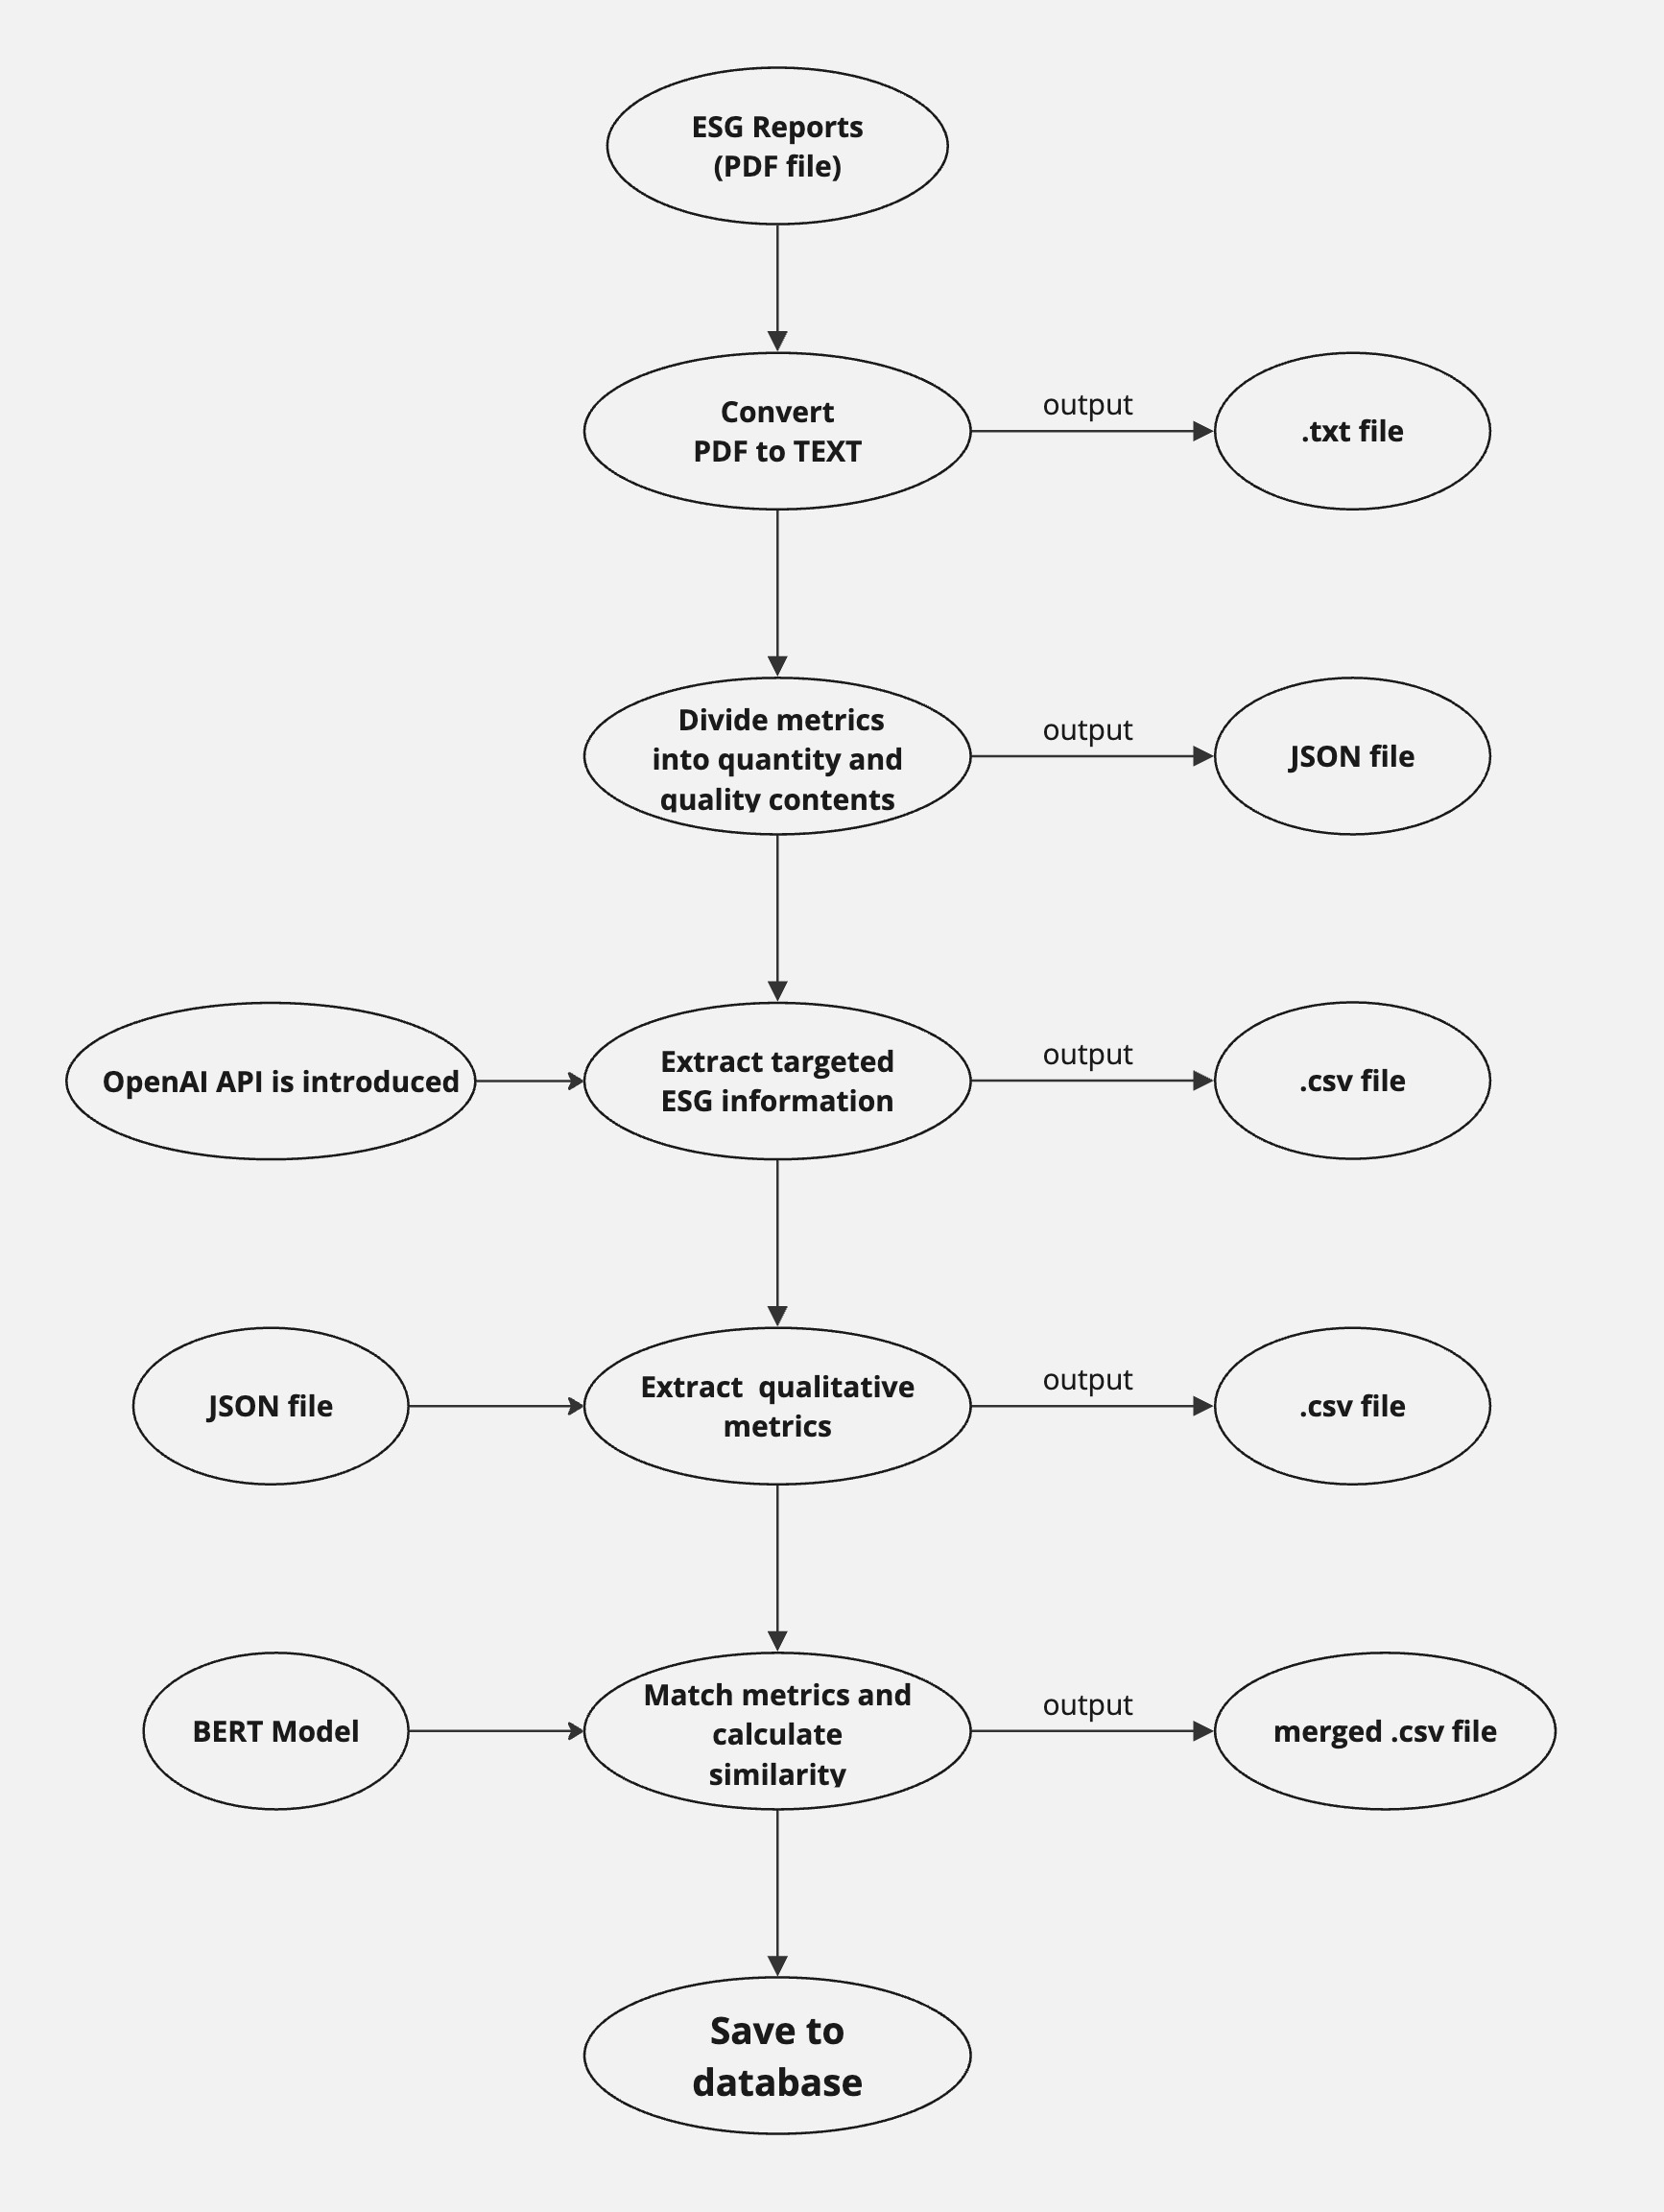 ESG Reports
(PDF file)
Convert
PDF to TEXT
output
.txt file
Divide metrics
into quantity and
quality contents
output
JSON file
OpenAI API is introduced
Extract targeted
ESG information
output
.csv file
JSON file
Extract  qualitative
metrics
output
.csv file
BERT Model
Match metrics and
calculate
similarity
output
merged .csv file
Save to
database